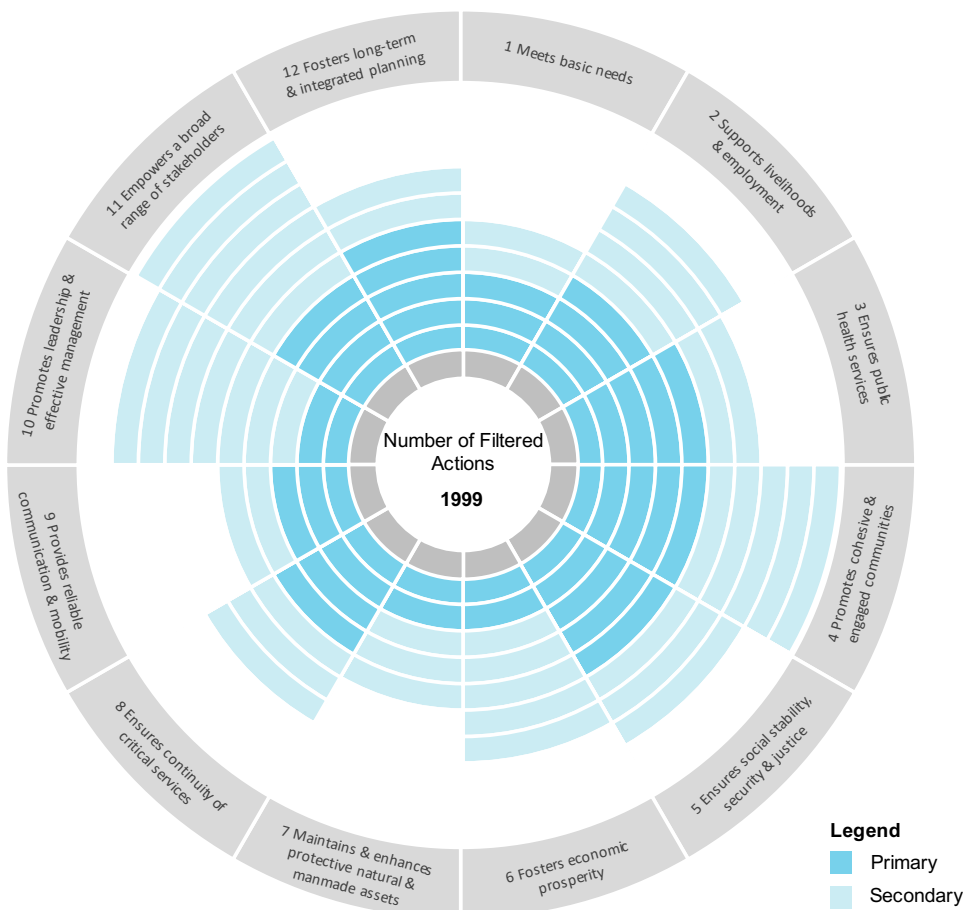 12 Fosters long-term
& integrated planning
1 Meets basic needs
2 Supports livelihoods
& employment
3 Ensures public
health services
4 Promotes cohesive &
engaged communities
5 Ensures social stability,
security & justice
6 Fosters economic
prosperity
7 Maintains & enhances
protective natural &
manmade assets
8 Ensures continuity of
critical services
9 Provides reliable
communication & mobility
10 Promotes leadership &
effective management
11 Empowers a broad
range of stakeholders
Number of Filtered
Actions
1999
Legend
Primary
Secondary